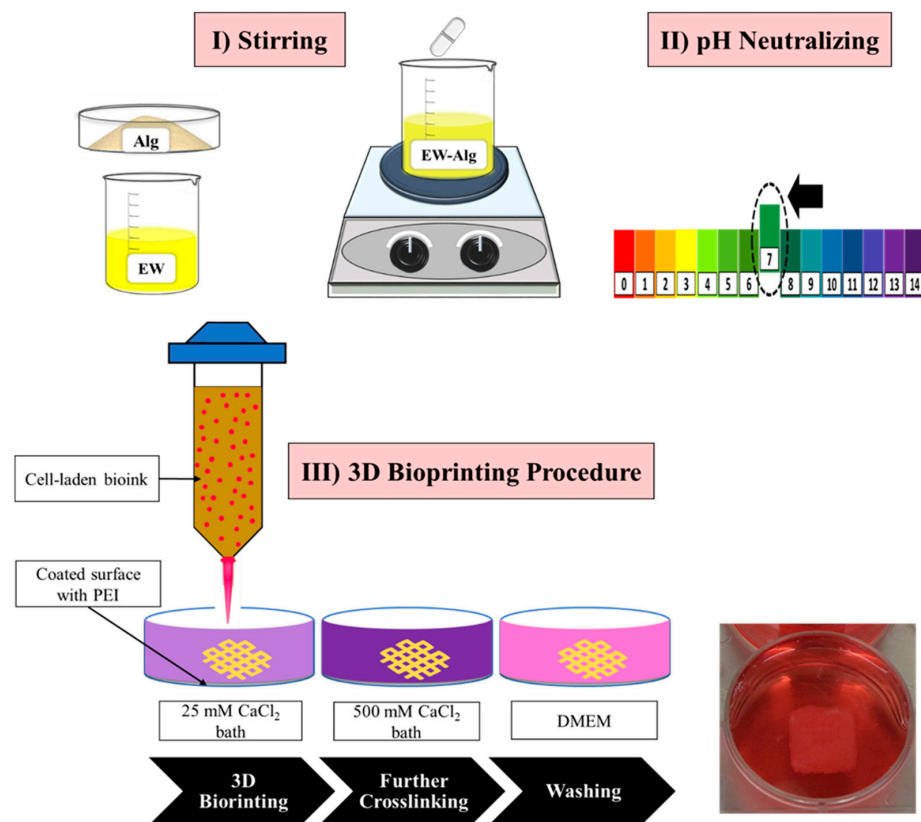 I) Stirring
II) pH Neutralizing
Alg
EW
EW-Alg
0 1 2 3 4 5 6 7 8 9 10 11 12 13 14
III) 3D Bioprinting Procedure
Cell-laden bioink
Coated surface
with PEI
25 mM CaCl₂
bath
500 mM CaCl₂
bath
DMEM
3D
Biorinting
Further
Crosslinking
Washing